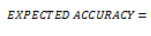 EXPECTED ACCURACY =